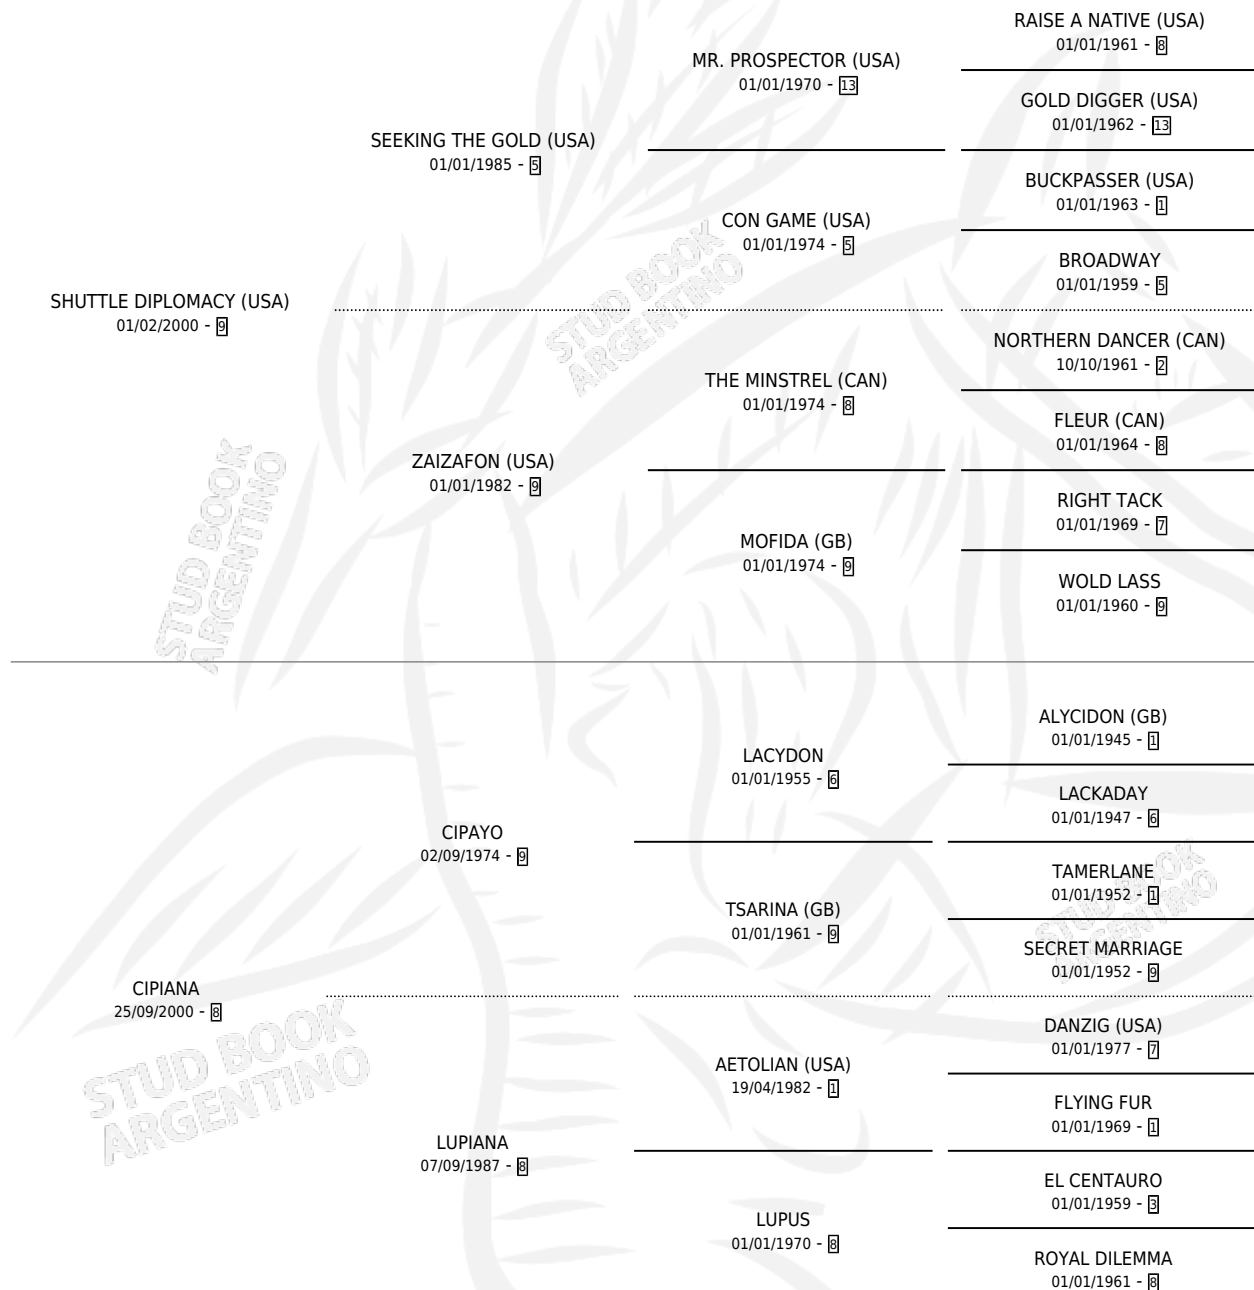 RAISE A NATIVE (USA)
01/01/1961 - 8
MR. PROSPECTOR (USA)
01/01/1970 - 13
GOLD DIGGER (USA)
01/01/1962 - 13
SEEKING THE GOLD (USA)
01/01/1985 - 5
BUCKPASSER (USA)
01/01/1963 - 1
CON GAME (USA)
01/01/1974 - 5
BROADWAY
01/01/1959 - 5
SHUTTLE DIPLOMACY (USA)
01/02/2000 - 9
NORTHERN DANCER (CAN)
10/10/1961 - 2
THE MINSTREL (CAN)
01/01/1974 - 8
FLEUR (CAN)
01/01/1964 - 8
ZAIZAFON (USA)
01/01/1982 - 9
RIGHT TACK
01/01/1969 - 7
MOFIDA (GB)
01/01/1974 - 9
WOLD LASS
01/01/1960 - 9
ALYCIDON (GB)
01/01/1945 - 1
LACYDON
01/01/1955 - 6
LACKADAY
01/01/1947 - 6
CIPAYO
02/09/1974 - 9
TAMERLANE
01/01/1952 - 1
TSARINA (GB)
01/01/1961 - 9
SECRET MARRIAGE
01/01/1952 - 9
CIPIANA
25/09/2000 - 8
DANZIG (USA)
01/01/1977 - 7
AETOLIAN (USA)
19/04/1982 - 1
FLYING FUR
01/01/1969 - 1
LUPIANA
07/09/1987 - 8
EL CENTAURO
01/01/1959 - 3
LUPUS
01/01/1970 - 8
ROYAL DILEMMA
01/01/1961 - 8
STUD BOOK
ARGENTINO
STUD BOOK
ARGENTINO
STUD BOOK
ARGENTINO
STUD BOOK
ARGENTINO